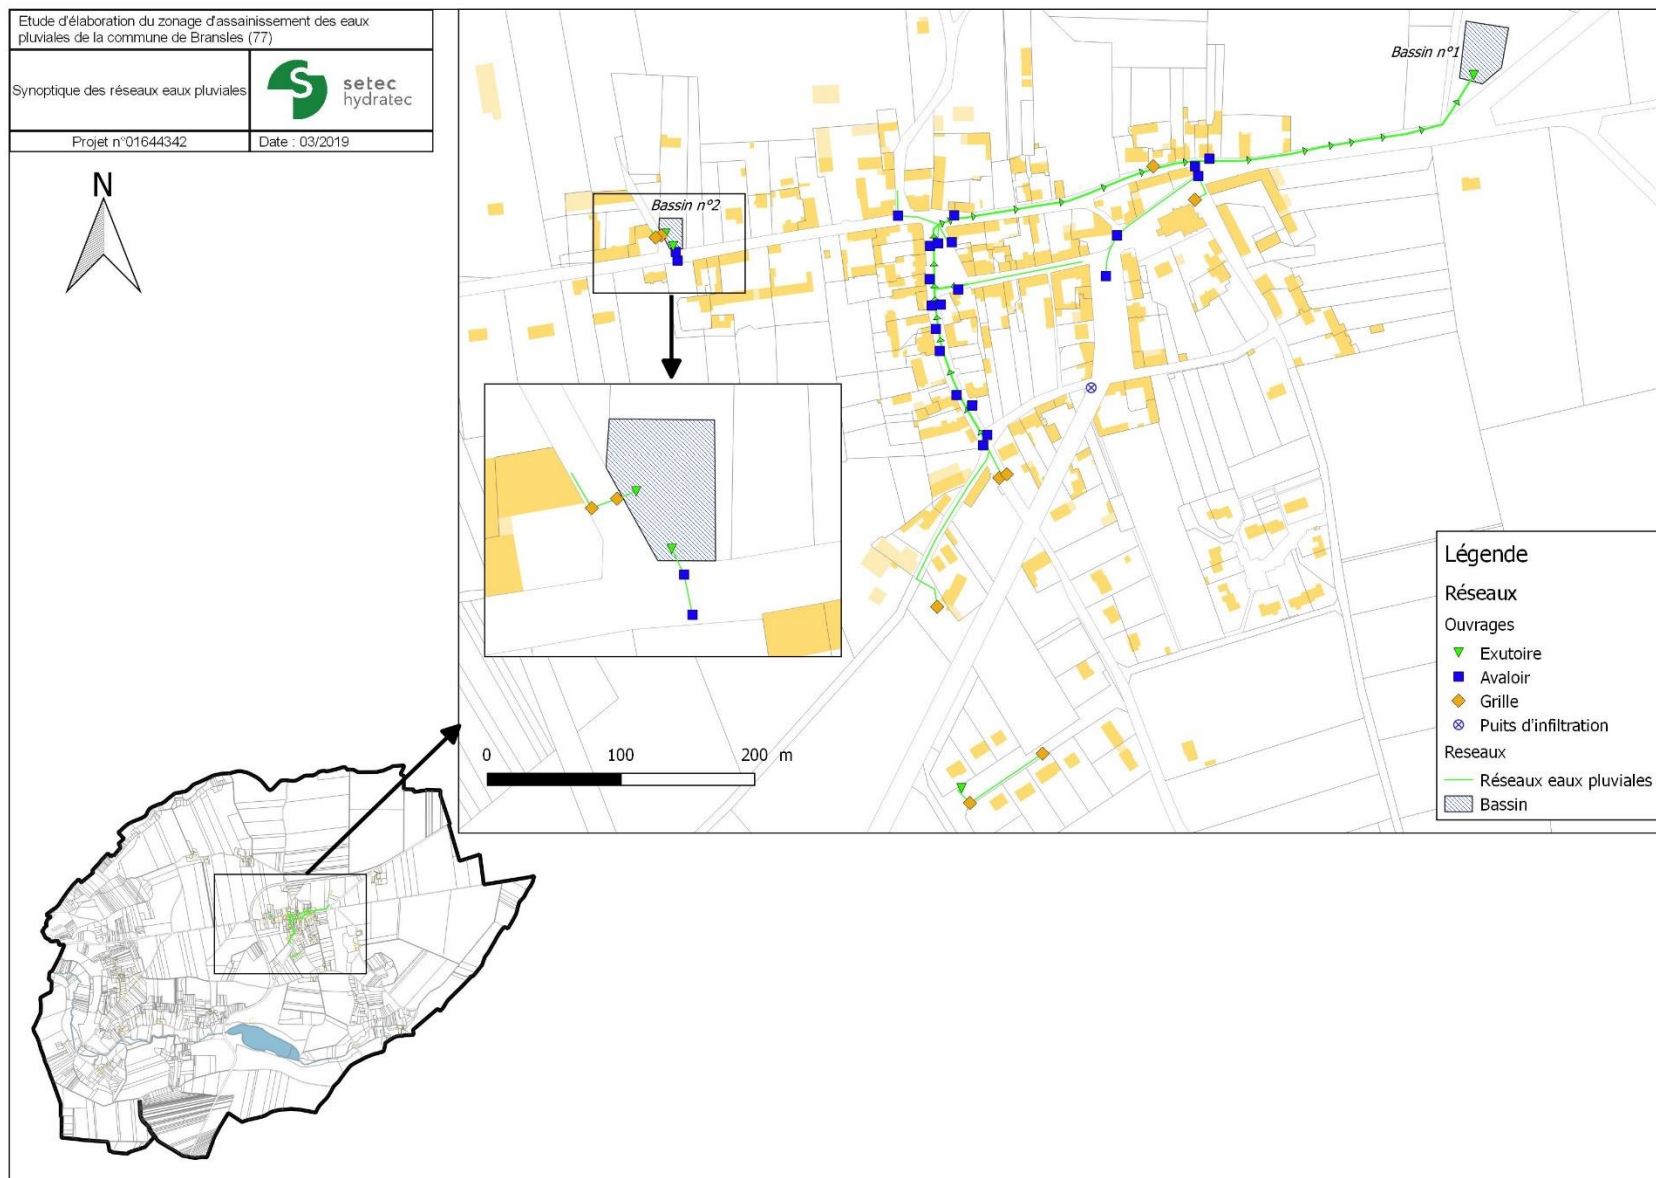 Etude d'élaboration du zonage d'assainissement des eaux
pluviales de la commune de Bransles (77)
Synoptique des réseaux eaux pluviales
S
setec
hydratec
Projet n°01644342
Date : 03/2019
N
Bassin n°1
Bassin n°2
0 100 200 m
Légende
Réseaux
Ouvrages
Exutoire
Avaloir
Grille
Puits d'infiltration
Reseaux
Réseaux eaux pluviales
Bassin